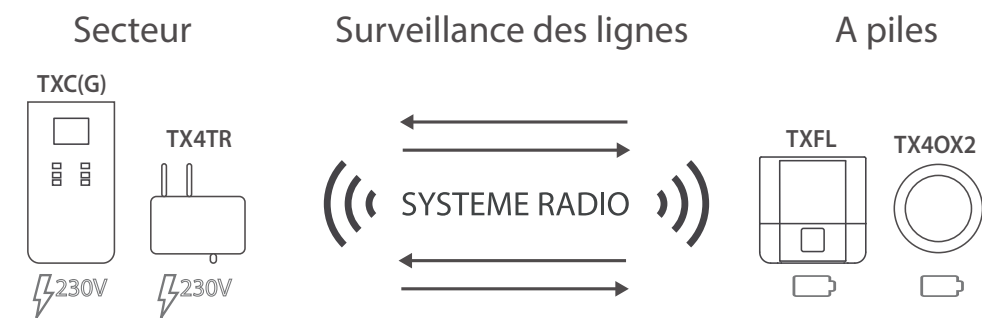 Secteur
Surveillance des lignes
A piles
TXC(G)
TX4TR
TXFL
TX4OX2
SYSTEME RADIO
230V
230V